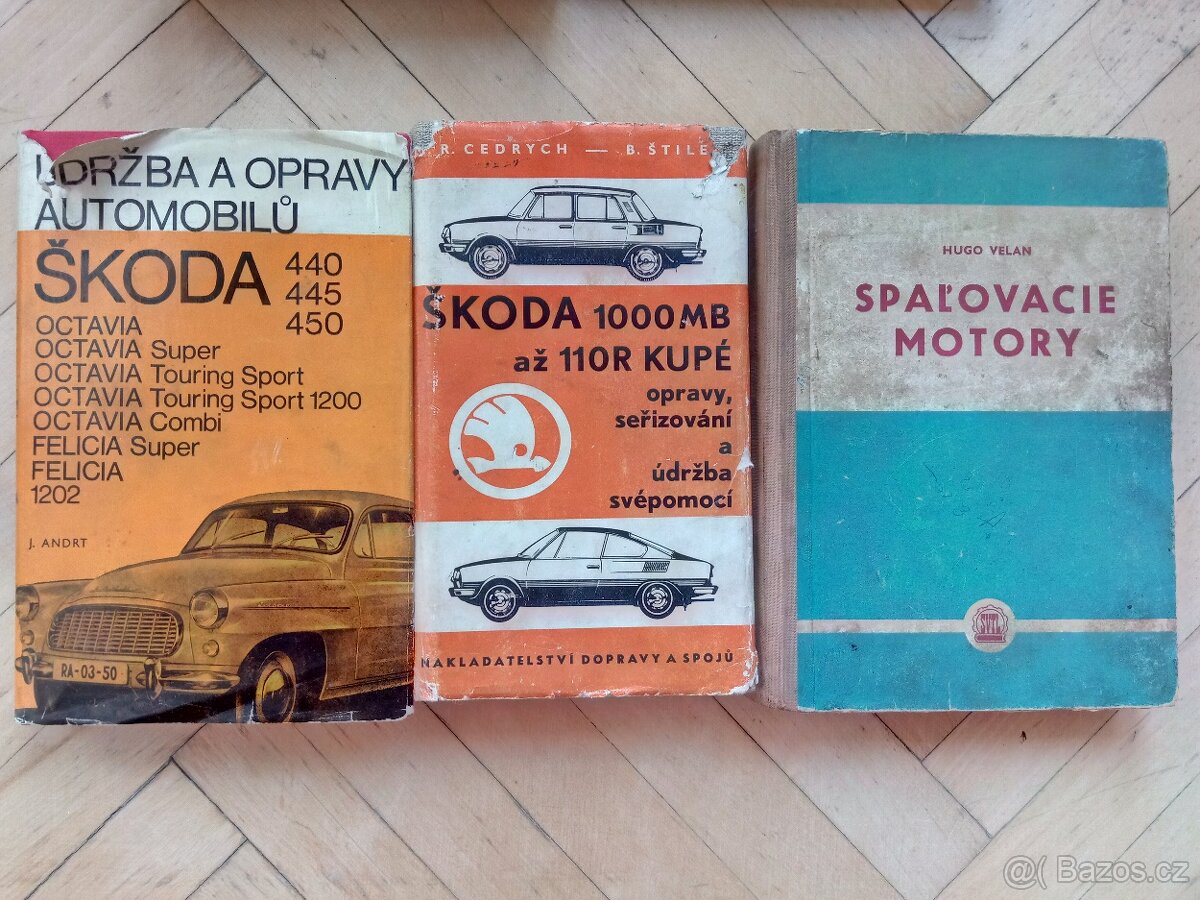 ÚDRŽBA A OPRAVY
AUTOMOBILŮ
ŠKODA 440
445
450
OCTAVIA
OCTAVIA Super
OCTAVIA Touring Sport
OCTAVIA Touring Sport 1200
OCTAVIA Combi
FELICIA Super
FELICIA
1202
J. ANDRT
RA-03-50
R. CEDRYCH — B. ŠTILE
ŠKODA 1000MB
až 110R KUPÉ
opravy,
seřizování
a
údržba
svépomocí
NAKLADATELSTVÍ DOPRAVY A SPOJŮ
HUGO VELAN
SPAĽOVACIE
MOTORY
SVTL
@( Bazoš.cz